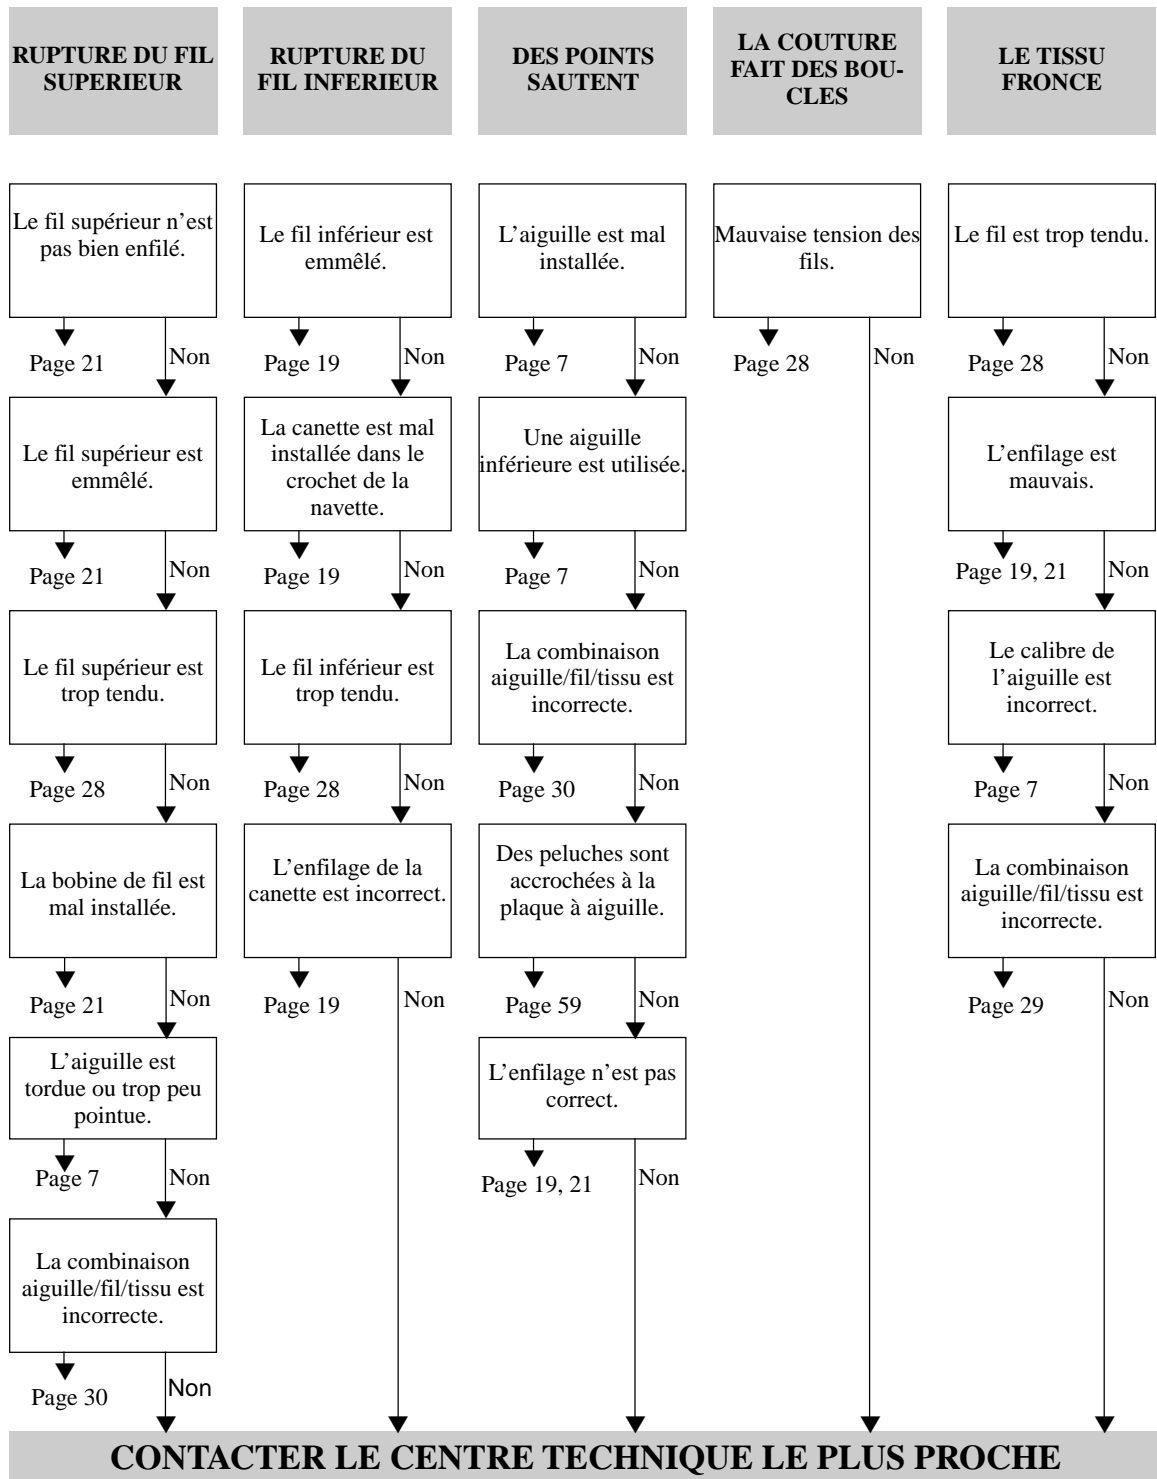 RUPTURE DU FIL
SUPERIEUR
RUPTURE DU
FIL INFERIEUR
DES POINTS
SAUTENT
LA COUTURE
FAIT DES BOU-
CLES
LE TISSU
FRONCE
Le fil supérieur n’est
pas bien enfilé.
Page 21
Non
Le fil supérieur est
emmêlé.
Page 21
Non
Le fil supérieur est
trop tendu.
Page 28
Non
La bobine de fil est
mal installée.
Page 21
Non
L’aiguille est
tordue ou trop peu
pointue.
Page 7
Non
La combinaison
aiguille/fil/tissu est
incorrecte.
Page 30
Non
Le fil inférieur est
emmêlé.
Page 19
Non
La canette est mal
installée dans le
crochet de la
navette.
Page 19
Non
Le fil inférieur est
trop tendu.
Page 28
Non
L’enfilage de la
canette est incorrect.
Page 19
Non
L’aiguille est mal
installée.
Page 7
Non
Une aiguille
inférieure est utilisée.
Page 7
Non
La combinaison
aiguille/fil/tissu est
incorrecte.
Page 30
Non
Des peluches sont
accrochées à la
plaque à aiguille.
Page 59
Non
L’enfilage n’est pas
correct.
Page 19, 21
Non
Mauvaise tension des
fils.
Page 28
Non
Le fil est trop tendu.
Page 28
Non
L’enfilage est
mauvais.
Page 19, 21
Non
Le calibre de
l’aiguille est
incorrect.
Page 7
Non
La combinaison
aiguille/fil/tissu est
incorrecte.
Page 29
Non
CONTACTER LE CENTRE TECHNIQUE LE PLUS PROCHE